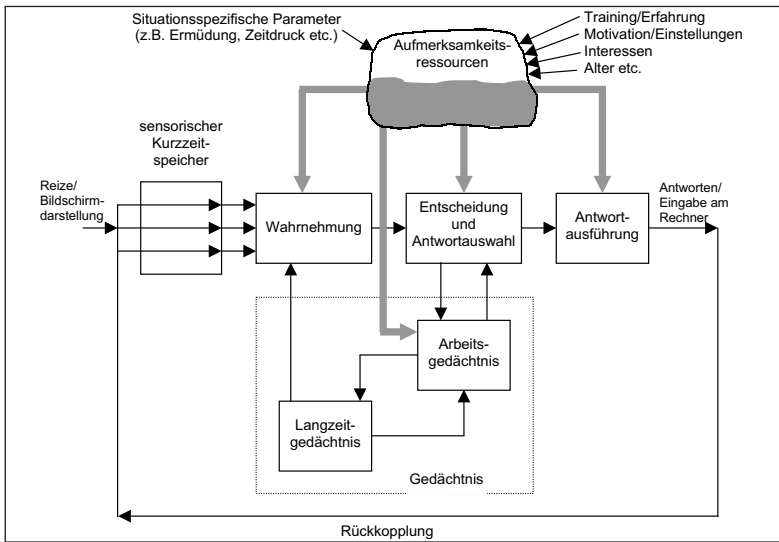 Situationsspezifische Parameter
(z.B. Ermüdung, Zeitdruck etc.)
Aufmerksamkeits-
ressourcen
Training/Erfahrung
Motivation/Einstellungen
Interessen
Alter etc.
sensorischer
Kurzzeit-
speicher
Reize/
Bildschirm-
darstellung
Wahrnehmung
Entscheidung
und
Antwortauswahl
Antwort-
ausführung
Antworten/
Eingabe am
Rechner
Arbeits-
gedächtnis
Langzeit-
gedächtnis
Gedächtnis
Rückkopplung